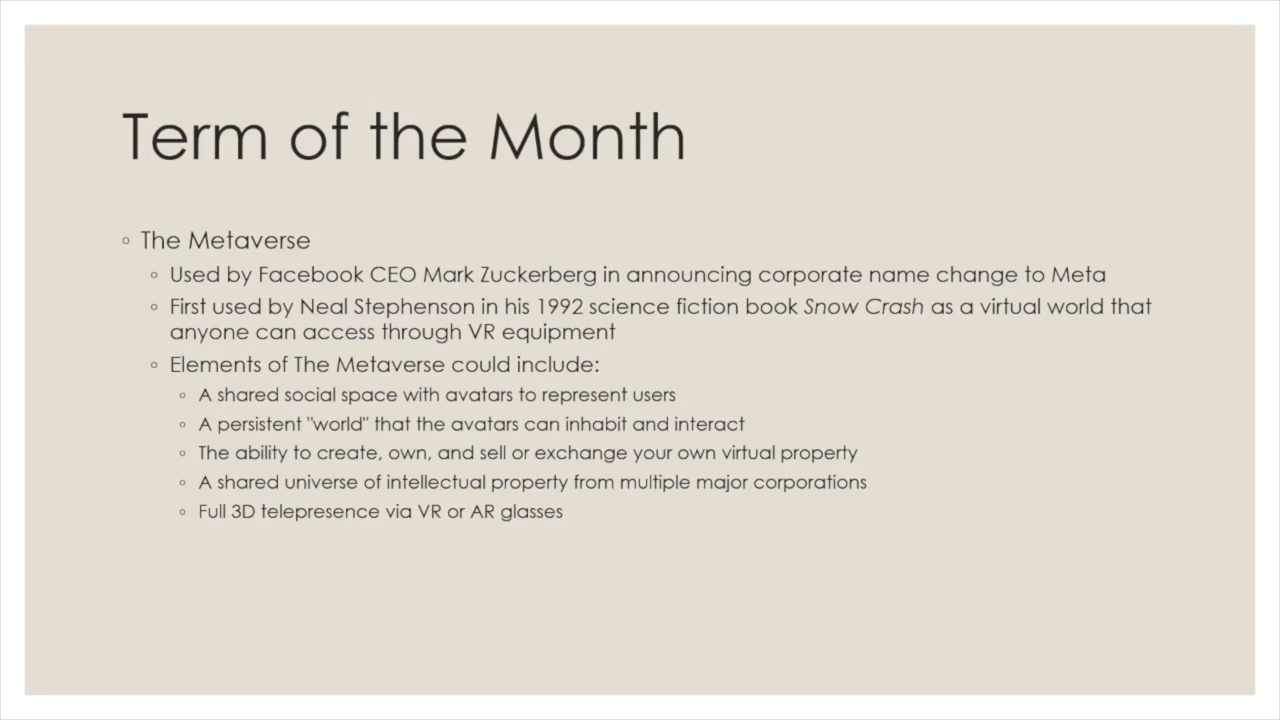 Term of the Month
◦ The Metaverse
◦ Used by Facebook CEO Mark Zuckerberg in announcing corporate name change to Meta
◦ First used by Neal Stephenson in his 1992 science fiction book Snow Crash as a virtual world that
anyone can access through VR equipment
◦ Elements of The Metaverse could include:
◦ A shared social space with avatars to represent users
◦ A persistent "world" that the avatars can inhabit and interact
◦ The ability to create, own, and sell or exchange your own virtual property
◦ A shared universe of intellectual property from multiple major corporations
◦ Full 3D telepresence via VR or AR glasses